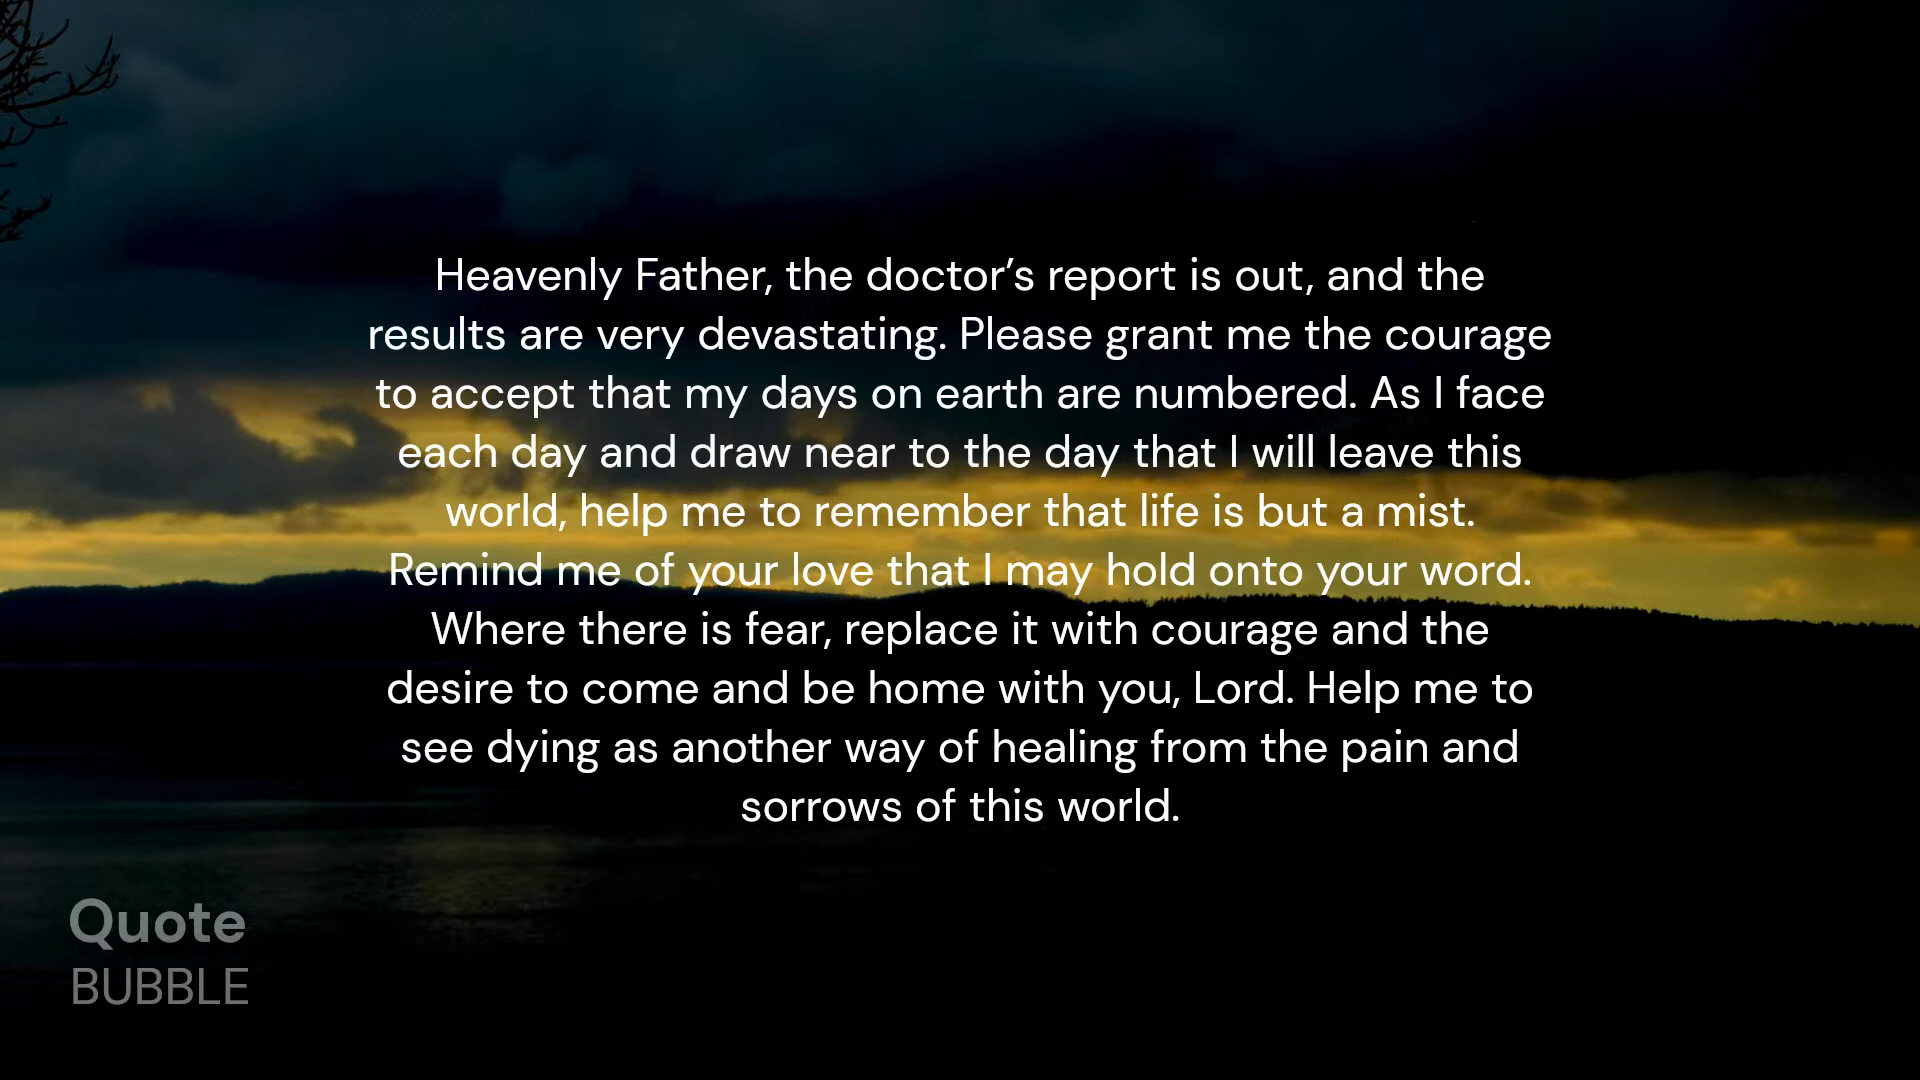 Heavenly Father, the doctor’s report is out, and the
results are very devastating. Please grant me the courage
to accept that my days on earth are numbered. As I face
each day and draw near to the day that I will leave this
world, help me to remember that life is but a mist.
Remind me of your love that I may hold onto your word.
Where there is fear, replace it with courage and the
desire to come and be home with you, Lord. Help me to
see dying as another way of healing from the pain and
sorrows of this world.
Quote
BUBBLE